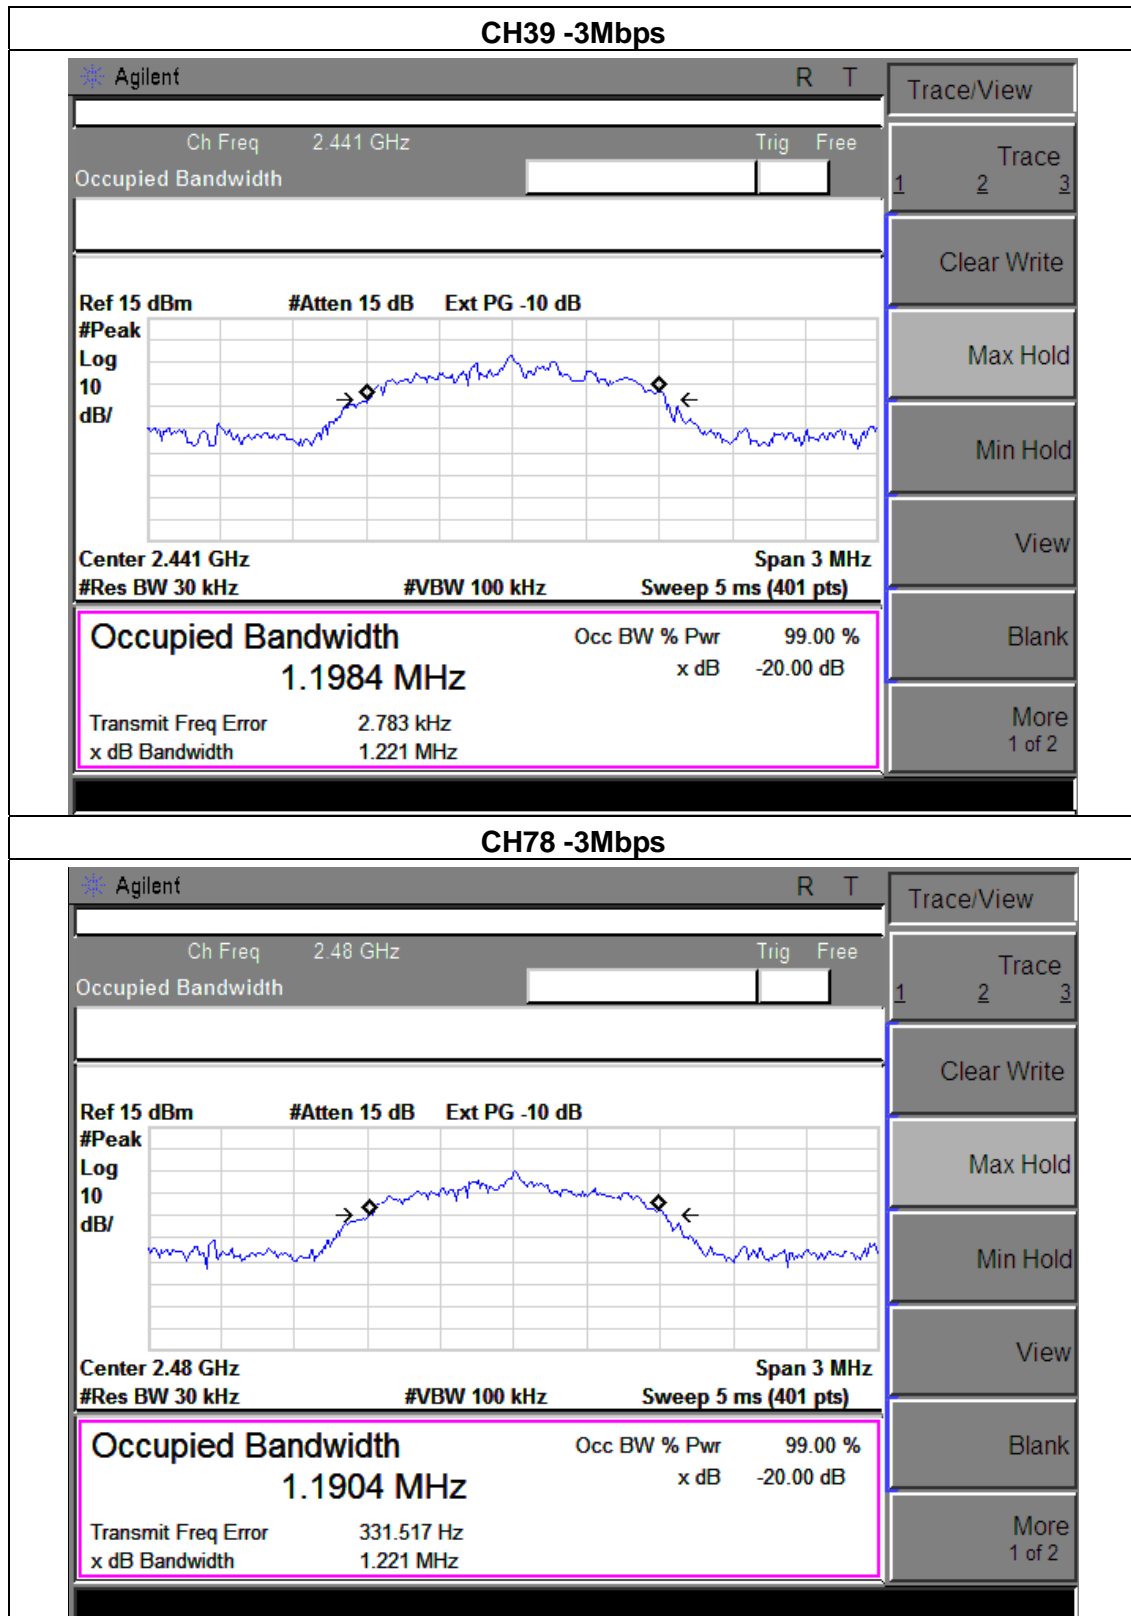 CH39 -3Mbps
Agilent R T
Trace/View
Ch Freq 2.441 GHz Trig Free
Occupied Bandwidth
Trace
1 2 3
Clear Write
Ref 15 dBm #Atten 15 dB Ext PG -10 dB
#Peak
Log
10
dB/
Max Hold
Min Hold
View
Center 2.441 GHz Span 3 MHz
#Res BW 30 kHz #VBW 100 kHz Sweep 5 ms (401 pts)
Occupied Bandwidth Occ BW % Pwr 99.00 %
1.1984 MHz x dB -20.00 dB
Blank
Transmit Freq Error 2.783 kHz
x dB Bandwidth 1.221 MHz
More
1 of 2
CH78 -3Mbps
Agilent R T
Trace/View
Ch Freq 2.48 GHz Trig Free
Occupied Bandwidth
Trace
1 2 3
Clear Write
Ref 15 dBm #Atten 15 dB Ext PG -10 dB
#Peak
Log
10
dB/
Max Hold
Min Hold
View
Center 2.48 GHz Span 3 MHz
#Res BW 30 kHz #VBW 100 kHz Sweep 5 ms (401 pts)
Occupied Bandwidth Occ BW % Pwr 99.00 %
1.1904 MHz x dB -20.00 dB
Blank
Transmit Freq Error 331.517 Hz
x dB Bandwidth 1.221 MHz
More
1 of 2